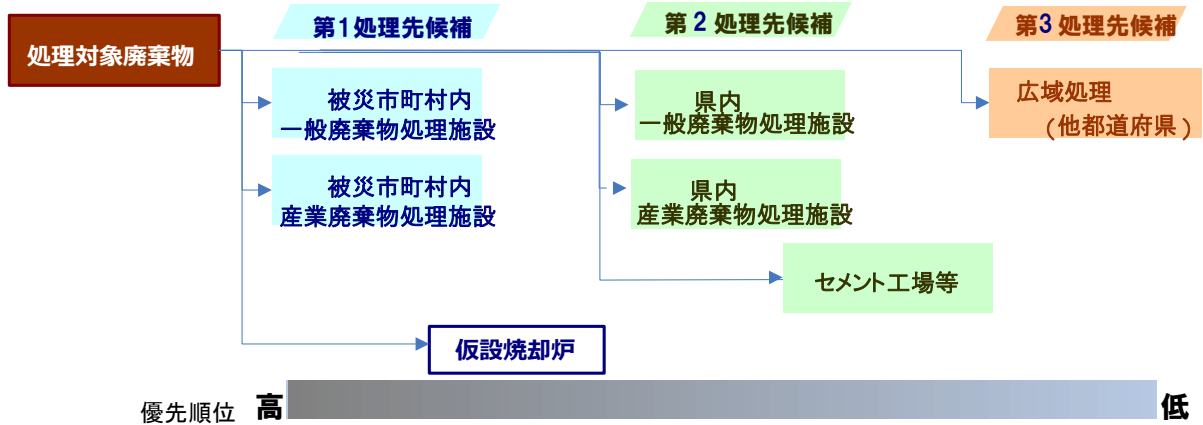 第1処理先候補
第2処理先候補
第3処理先候補
処理対象廃棄物
被災市町村内
一般廃棄物処理施設
県内
一般廃棄物処理施設
広域処理
(他都道府県)
被災市町村内
産業廃棄物処理施設
県内
産業廃棄物処理施設
セメント工場等
仮設焼却炉
優先順位 高 低